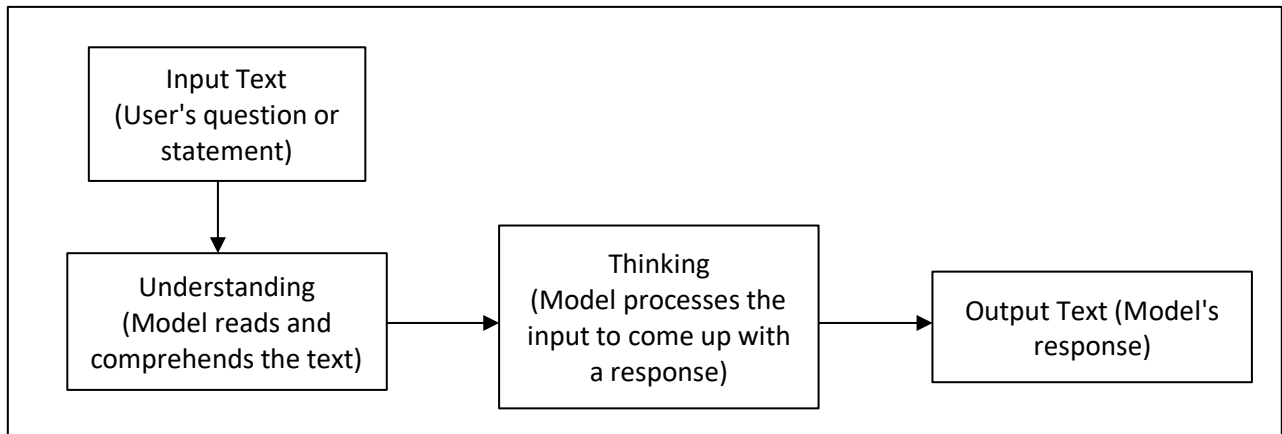 Input Text
(User's question or
statement)
Understanding
(Model reads and
comprehends the text)
Thinking
(Model processes the
input to come up with
a response)
Output Text (Model's
response)